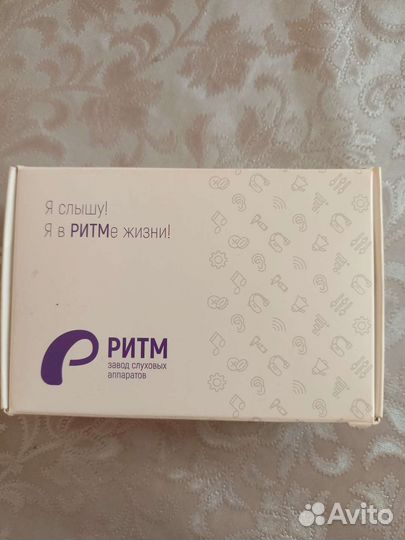 Я слышу!
Я в РИТМе жизни!
РИТМ
завод слуховых
аппаратов
Avito